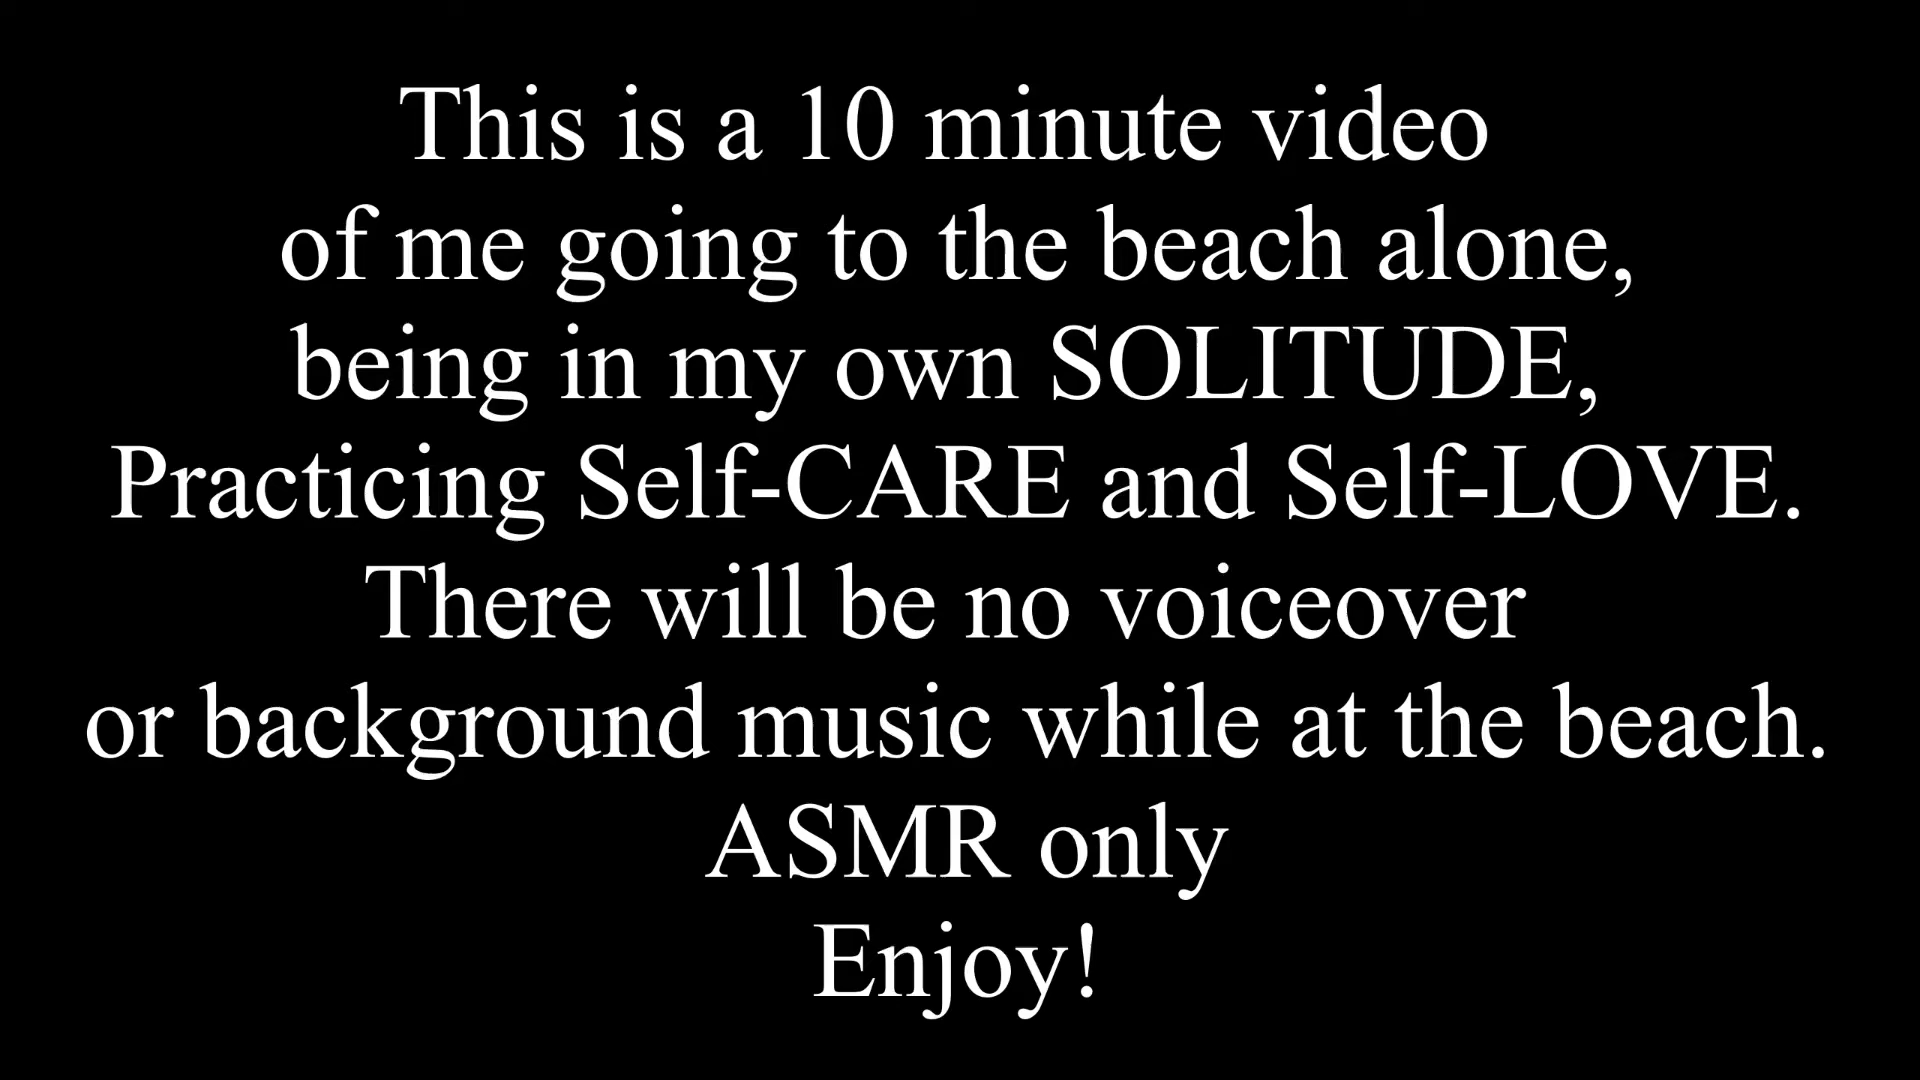 This is a 10 minute video
of me going to the beach alone,
being in my own SOLITUDE,
Practicing Self-CARE and Self-LOVE.
There will be no voiceover
or background music while at the beach.
ASMR only
Enjoy!